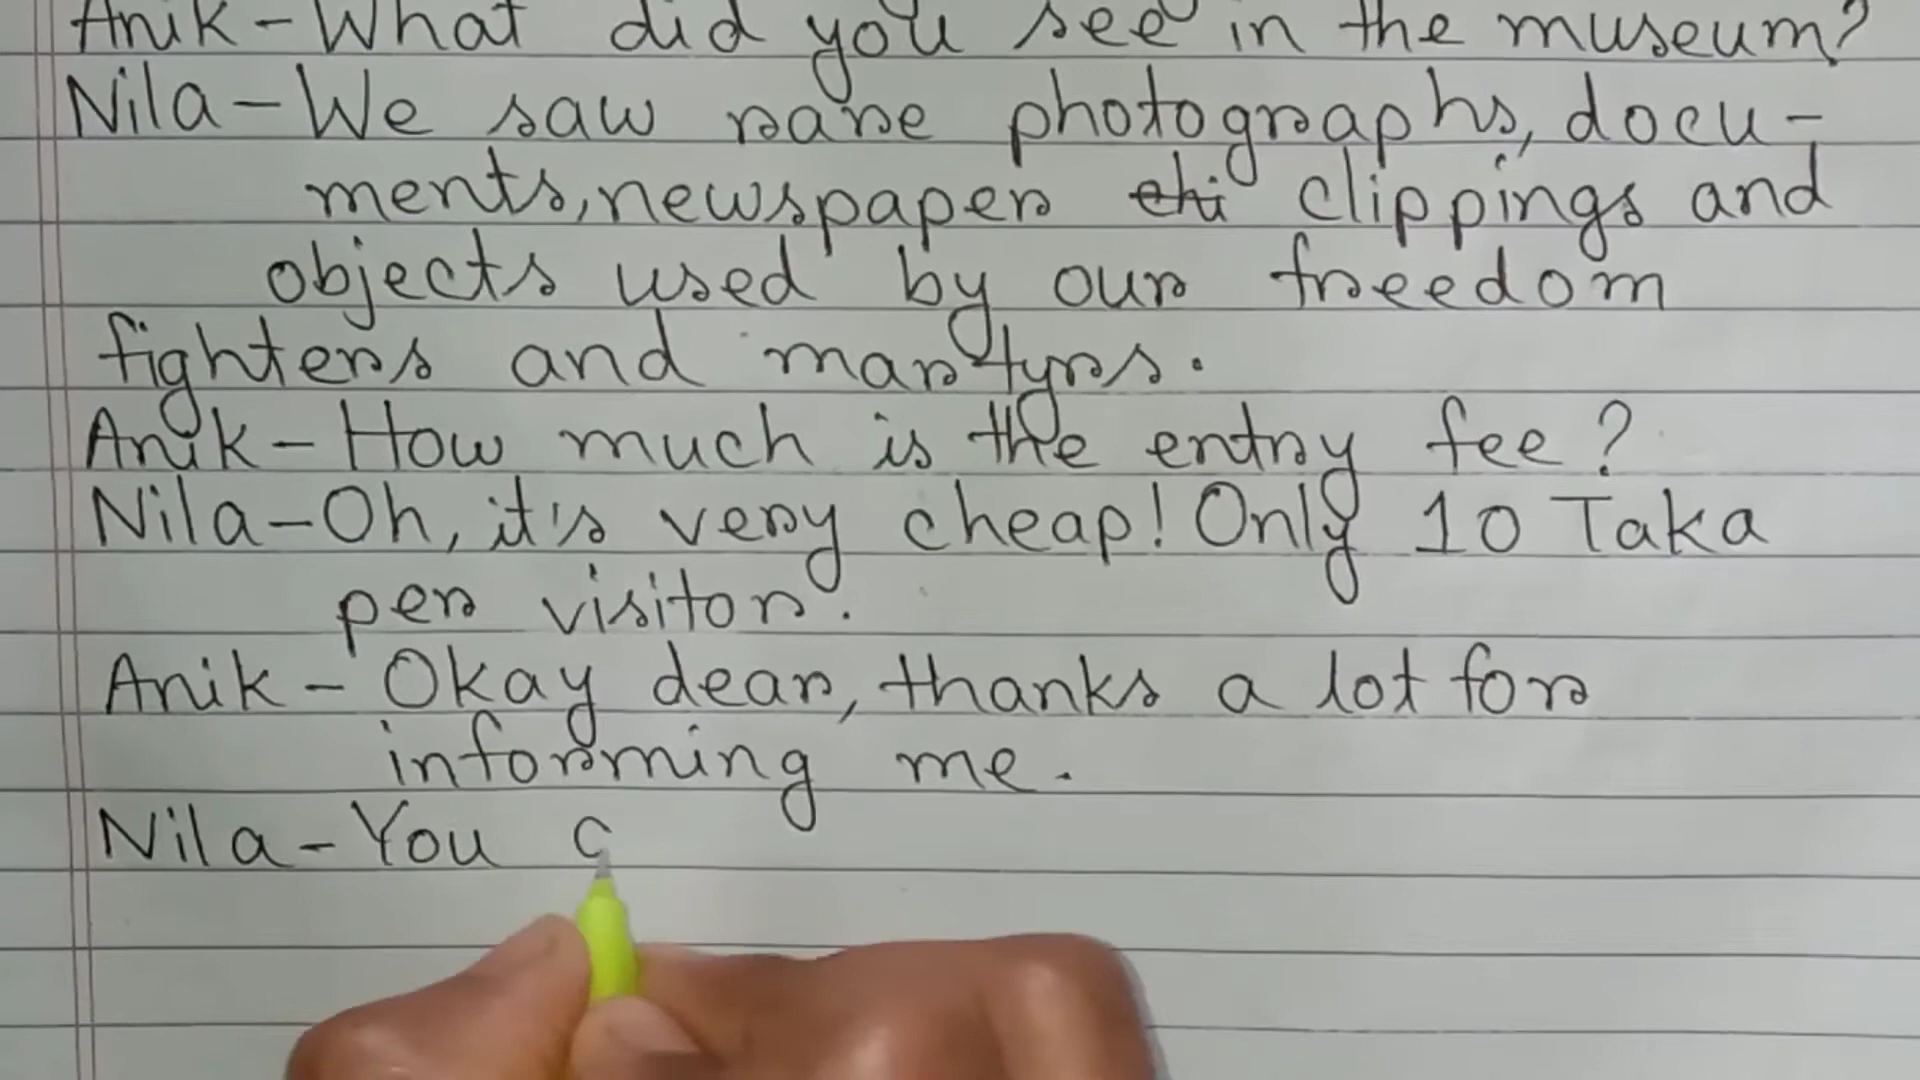 Anik - What did you see in the museum?
Nila - We saw rare photographs, docu-
ments, newspaper chi clippings and
objects used by our freedom
fighters and martyrs.
Anik - How much is the entry fee?
Nila - Oh, it's very cheap! Only 10 Taka
per visitor.
Anik - Okay dear, thanks a lot for
informing me.
Nila - You